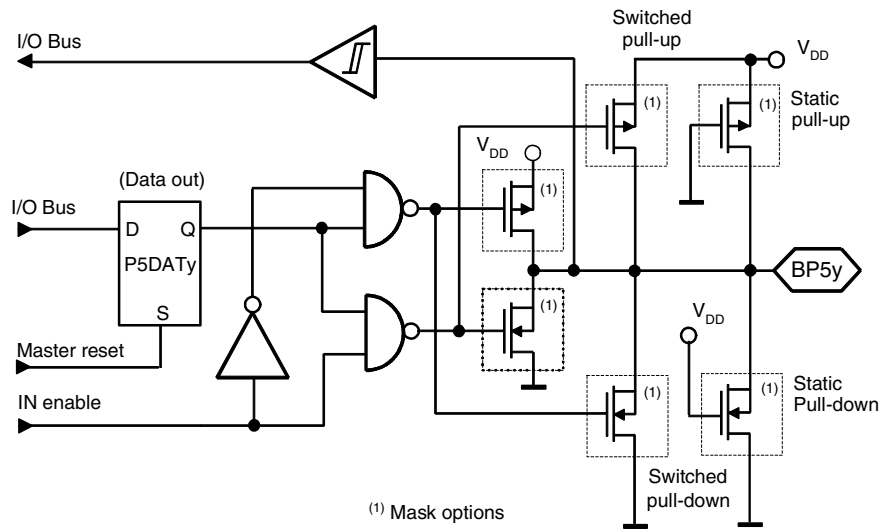 Switched
pull-up
I/O Bus
V_DD
(1)
(1)
Static
pull-up
V_DD
(1)
(Data out)
I/O Bus
D
Q
P5DATy
S
BP5y
(1)
V_DD
Master reset
IN enable
(1)
(1)
Static
Pull-down
Switched
pull-down
(1) Mask options